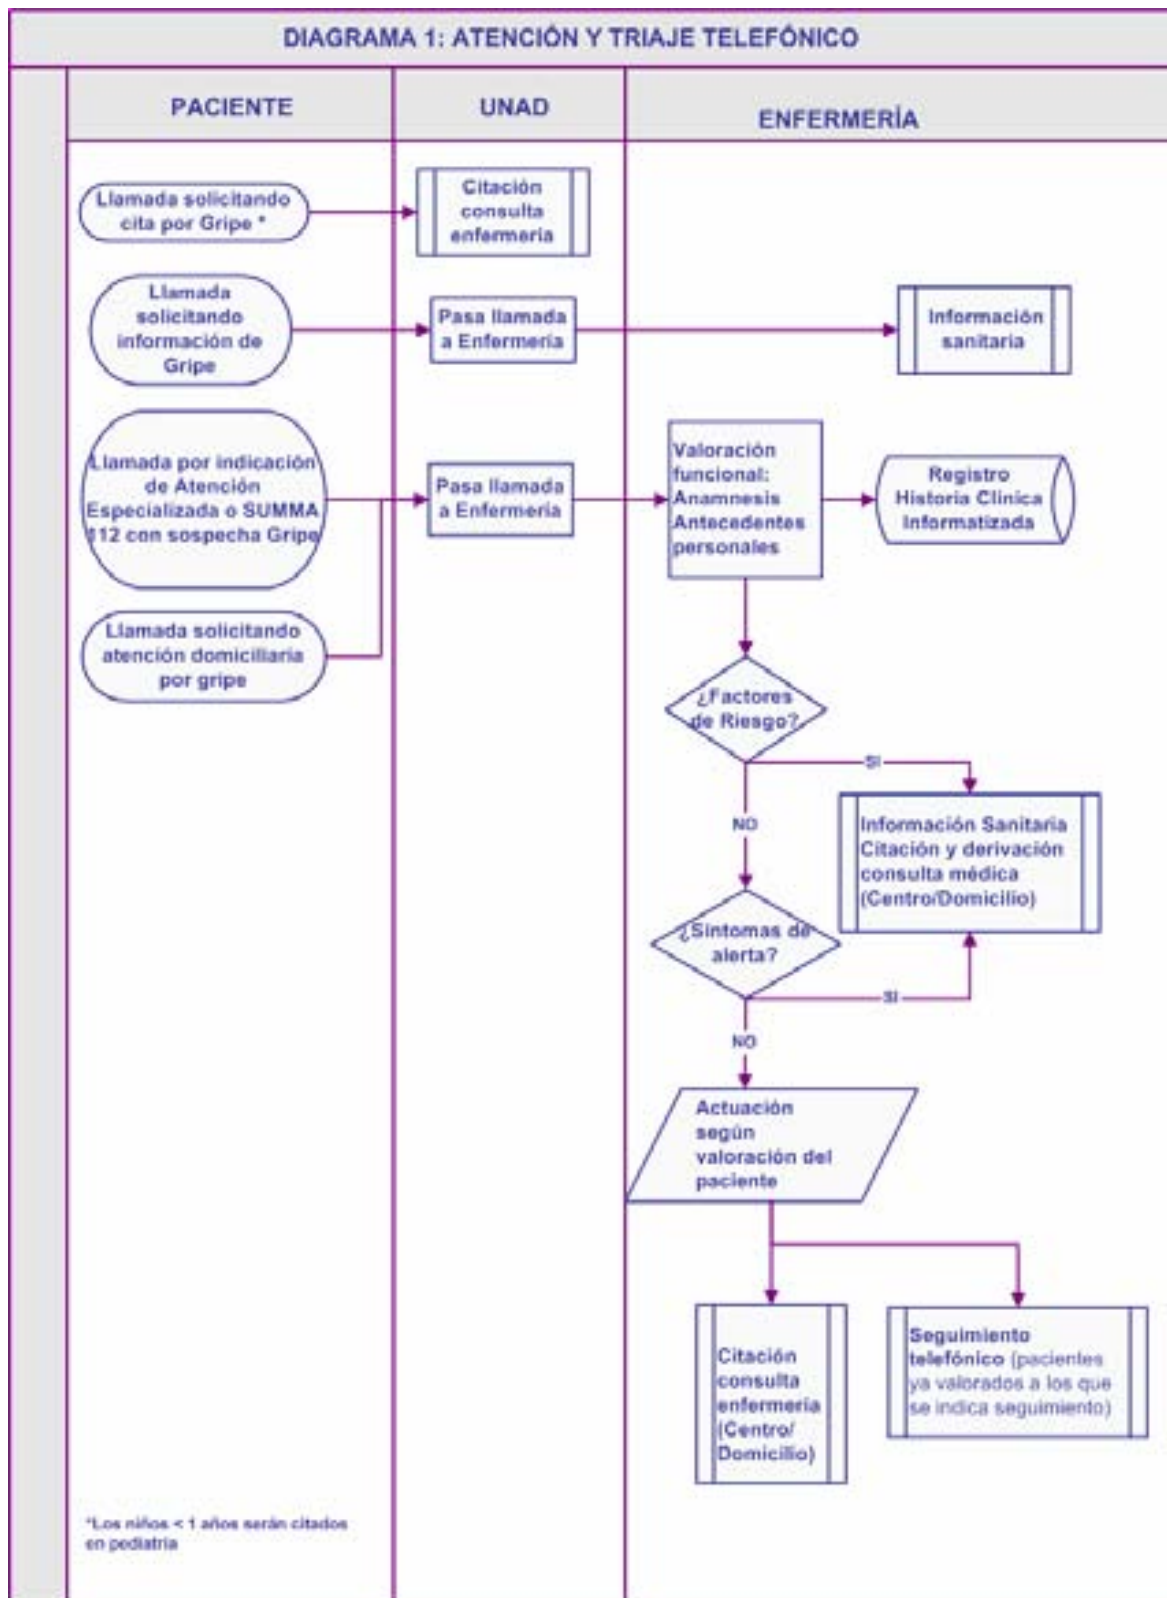 DIAGRAMA 1: ATENCIÓN Y TRIAJE TELEFÓNICO
PACIENTE
UNAD
ENFERMERÍA
Llamada solicitando
cita por Gripe *
Citación
consulta
enfermería
Llamada
solicitando
información de
Gripe
Pasa llamada
a Enfermería
Información
sanitaria
Llamada por indicación
de Atención
Especializada o SUMMA
112 con sospecha Gripe
Pasa llamada
a Enfermería
Valoración
funcional:
Anamnesis
Antecedentes
personales
Registro
Historia Clínica
Informatizada
Llamada solicitando
atención domiciliaria
por gripe
¿Factores
de Riesgo?
SI
NO
Información Sanitaria
Citación y derivación
consulta médica
(Centro/Domicilio)
¿Síntomas de
alerta?
SI
NO
Actuación
según
valoración del
paciente
Citación
consulta
enfermería
(Centro/
Domicilio)
Seguimiento
telefónico (pacientes
ya valorados a los que
se indica seguimiento)
*Los niños < 1 años serán citados
en pediatría